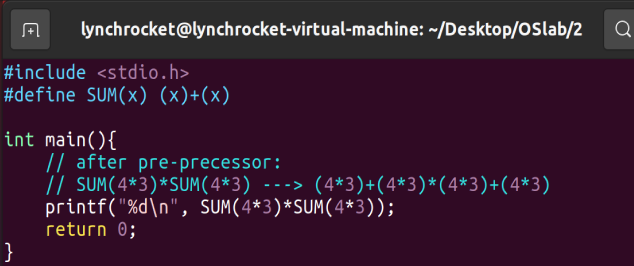 lynchrocket@lynchrocket-virtual-machine: ~/Desktop/OSlab/2
#include <stdio.h>
#define SUM(x) (x)+(x)
int main(){
    // after pre-precessor:
    // SUM(4*3)*SUM(4*3) ---> (4*3)+(4*3)*(4*3)+(4*3)
    printf("%d\n", SUM(4*3)*SUM(4*3));
    return 0;
}